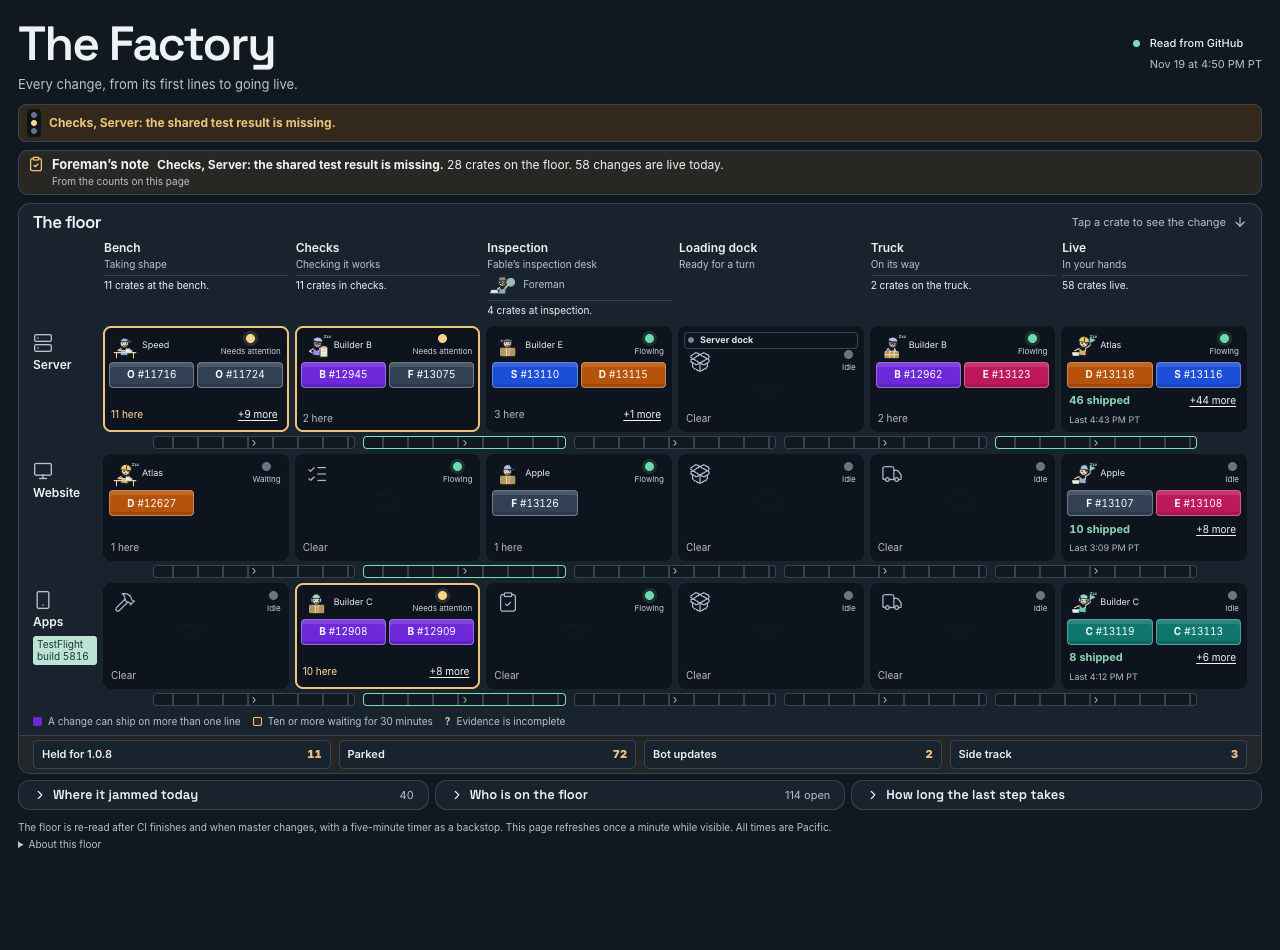 The Factory
Every change, from its first lines to going live.
Read from GitHub
Nov 19 at 4:50 PM PT
Checks, Server: the shared test result is missing.
Foreman's note Checks, Server: the shared test result is missing. 28 crates on the floor. 58 changes are live today.
From the counts on this page
The floor
Tap a crate to see the change ↓
Bench
Taking shape
11 crates at the bench.
Checks
Checking it works
11 crates in checks.
Inspection
Fable's inspection desk
Foreman
4 crates at inspection.
Loading dock
Ready for a turn
Truck
On its way
2 crates on the truck.
Live
In your hands
58 crates live.
Server
Speed
Needs attention
O #11716
O #11724
11 here
+9 more
Builder B
Needs attention
B #12945
F #13075
2 here
Builder E
Flowing
S #13110
D #13115
3 here
+1 more
Server dock
Idle
Clear
Builder B
Flowing
B #12962
E #13123
2 here
Atlas
Flowing
D #13118
S #13116
46 shipped
+44 more
Last 4:43 PM PT
Website
Atlas
Waiting
D #12627
1 here
Flowing
Clear
Apple
Flowing
F #13126
1 here
Idle
Clear
Idle
Clear
Apple
Idle
F #13107
E #13108
10 shipped
+8 more
Last 3:09 PM PT
Apps
TestFlight
build 5816
Idle
Clear
Builder C
Needs attention
B #12908
B #12909
10 here
+8 more
Flowing
Clear
Idle
Clear
Idle
Clear
Builder C
Idle
C #13119
C #13113
8 shipped
+6 more
Last 4:12 PM PT
A change can ship on more than one line
Ten or more waiting for 30 minutes
? Evidence is incomplete
Held for 1.0.8 11
Parked 72
Bot updates 2
Side track 3
Where it jammed today 40
Who is on the floor 114 open
How long the last step takes
The floor is re-read after CI finishes and when master changes, with a five-minute timer as a backstop. This page refreshes once a minute while visible. All times are Pacific.
About this floor